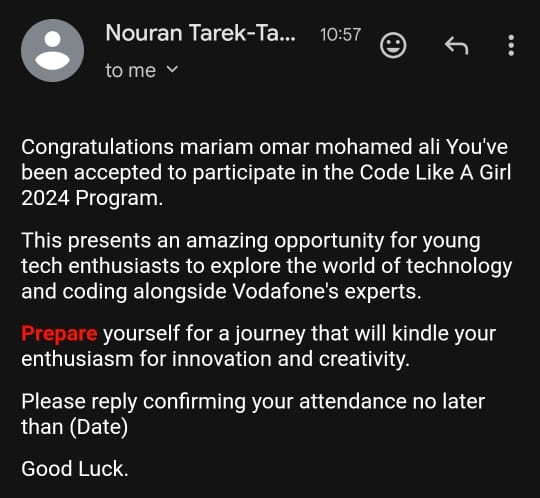 Nouran Tarek-Ta... 10:57
to me
Congratulations mariam omar mohamed ali You've
been accepted to participate in the Code Like A Girl
2024 Program.
This presents an amazing opportunity for young
tech enthusiasts to explore the world of technology
and coding alongside Vodafone's experts.
Prepare yourself for a journey that will kindle your
enthusiasm for innovation and creativity.
Please reply confirming your attendance no later
than (Date)
Good Luck.